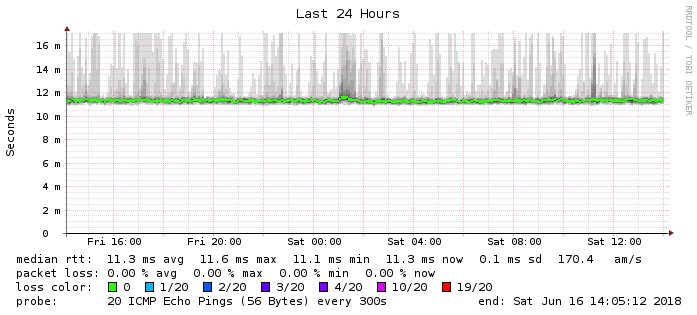 Last 24 Hours
RRDTOOL / TOBI OETIKER
Seconds
16 m
14 m
12 m
10 m
8 m
6 m
4 m
2 m
0
Fri 16:00 Fri 20:00 Sat 00:00 Sat 04:00 Sat 08:00 Sat 12:00
median rtt: 11.3 ms avg 11.6 ms max 11.1 ms min 11.3 ms now 0.1 ms sd 170.4 am/s
packet loss: 0.00 % avg 0.00 % max 0.00 % min 0.00 % now
loss color: 0 1/20 2/20 3/20 4/20 10/20 19/20
probe: 20 ICMP Echo Pings (56 Bytes) every 300s end: Sat Jun 16 14:05:12 2018